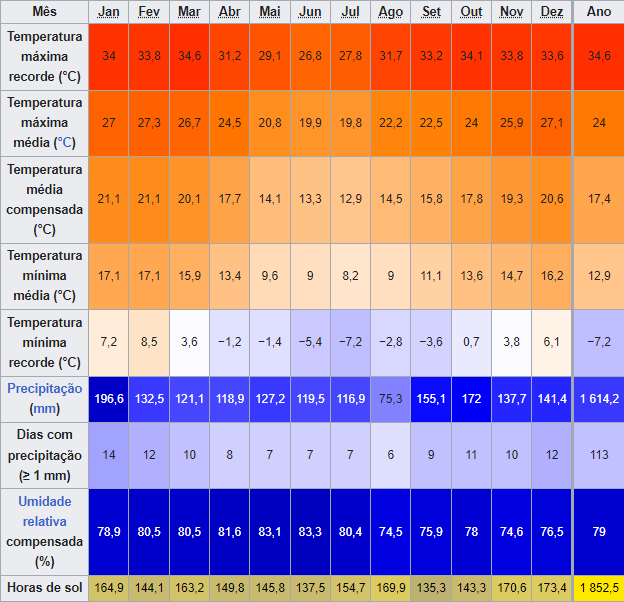 Mês Jan Fev Mar Abr Mai Jun Jul Ago Set Out Nov Dez Ano
Temperatura
máxima
recorde (°C) 34 33,8 34,6 31,2 29,1 26,8 27,8 31,7 33,2 34,1 33,8 33,6 34,6
Temperatura
máxima
média (°C) 27 27,3 26,7 24,5 20,8 19,9 19,8 22,2 22,5 24 25,9 27,1 24
Temperatura
média
compensada
(°C) 21,1 21,1 20,1 17,7 14,1 13,3 12,9 14,5 15,8 17,8 19,3 20,6 17,4
Temperatura
mínima
média (°C) 17,1 17,1 15,9 13,4 9,6 9 8,2 9 11,1 13,6 14,7 16,2 12,9
Temperatura
mínima
recorde (°C) 7,2 8,5 3,6 −1,2 −1,4 −5,4 −7,2 −2,8 −3,6 0,7 3,8 6,1 −7,2
Precipitação
(mm) 196,6 132,5 121,1 118,9 127,2 119,5 116,9 75,3 155,1 172 137,7 141,4 1 614,2
Dias com
precipitação
(≥ 1 mm) 14 12 10 8 7 7 7 6 9 11 10 12 113
Umidade
relativa
compensada
(%) 78,9 80,5 80,5 81,6 83,1 83,3 80,4 74,5 75,9 78 74,6 76,5 79
Horas de sol 164,9 144,1 163,2 149,8 145,8 137,5 154,7 169,9 135,3 143,3 170,6 173,4 1 852,5